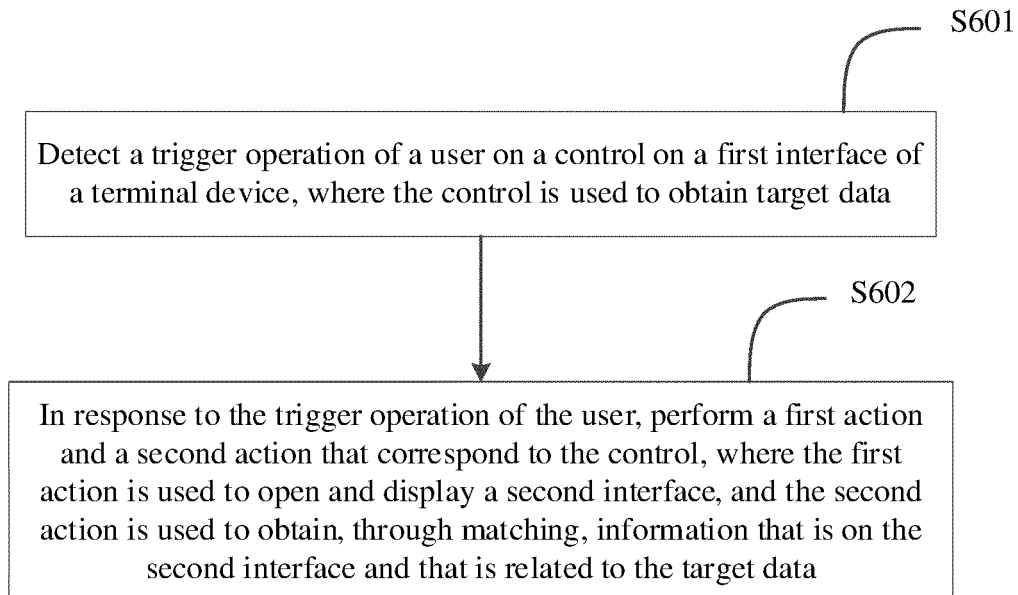 S601
Detect a trigger operation of a user on a control on a first interface of
a terminal device, where the control is used to obtain target data
S602
In response to the trigger operation of the user, perform a first action
and a second action that correspond to the control, where the first
action is used to open and display a second interface, and the second
action is used to obtain, through matching, information that is on the
second interface and that is related to the target data